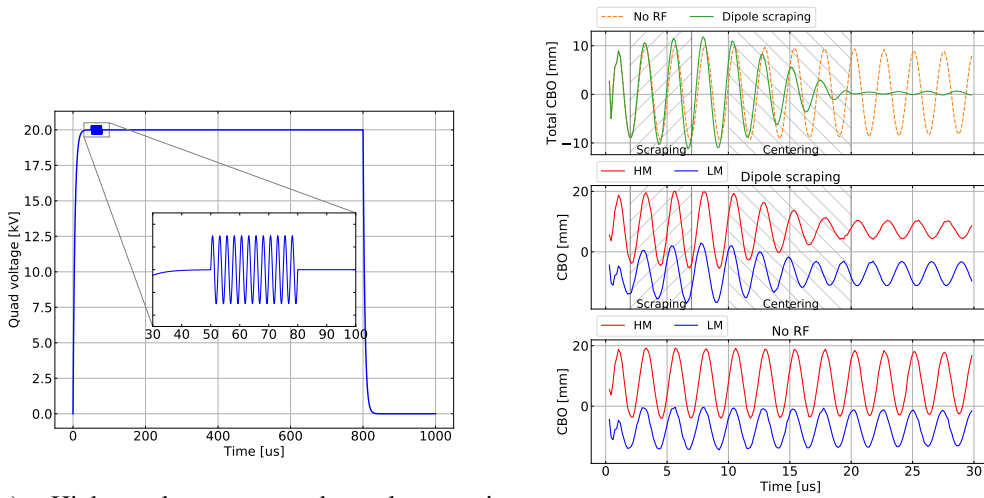 20.0
17.5
15.0
12.5
10.0
7.5
5.0
2.5
0.0
Quad voltage [kV]
30 40 50 60 70 80 90 100
0 200 400 600 800 1000
Time [us]
No RF Dipole scraping
10
0
−10
Total CBO [mm]
Scraping Centering
HM LM
Dipole scraping
20
0
CBO [mm]
Scraping Centering
HM LM
No RF
20
0
CBO [mm]
0 5 10 15 20 25 30
Time [us]